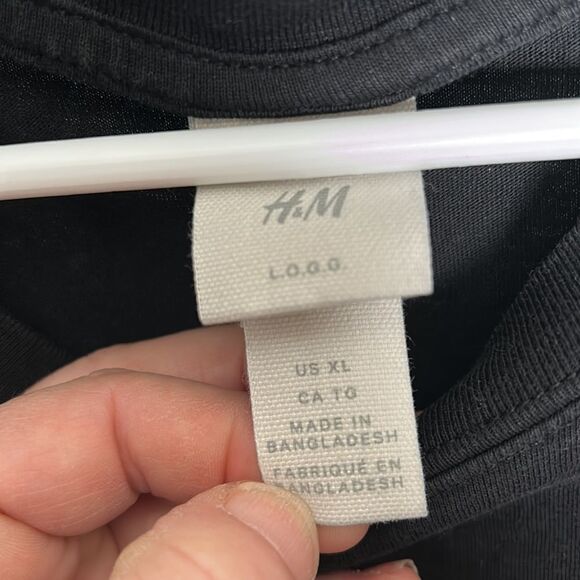 H&M
L.O.G.G.
US XL
CA TG
MADE IN
BANGLADESH
FABRIQUÉ EN
BANGLADESH